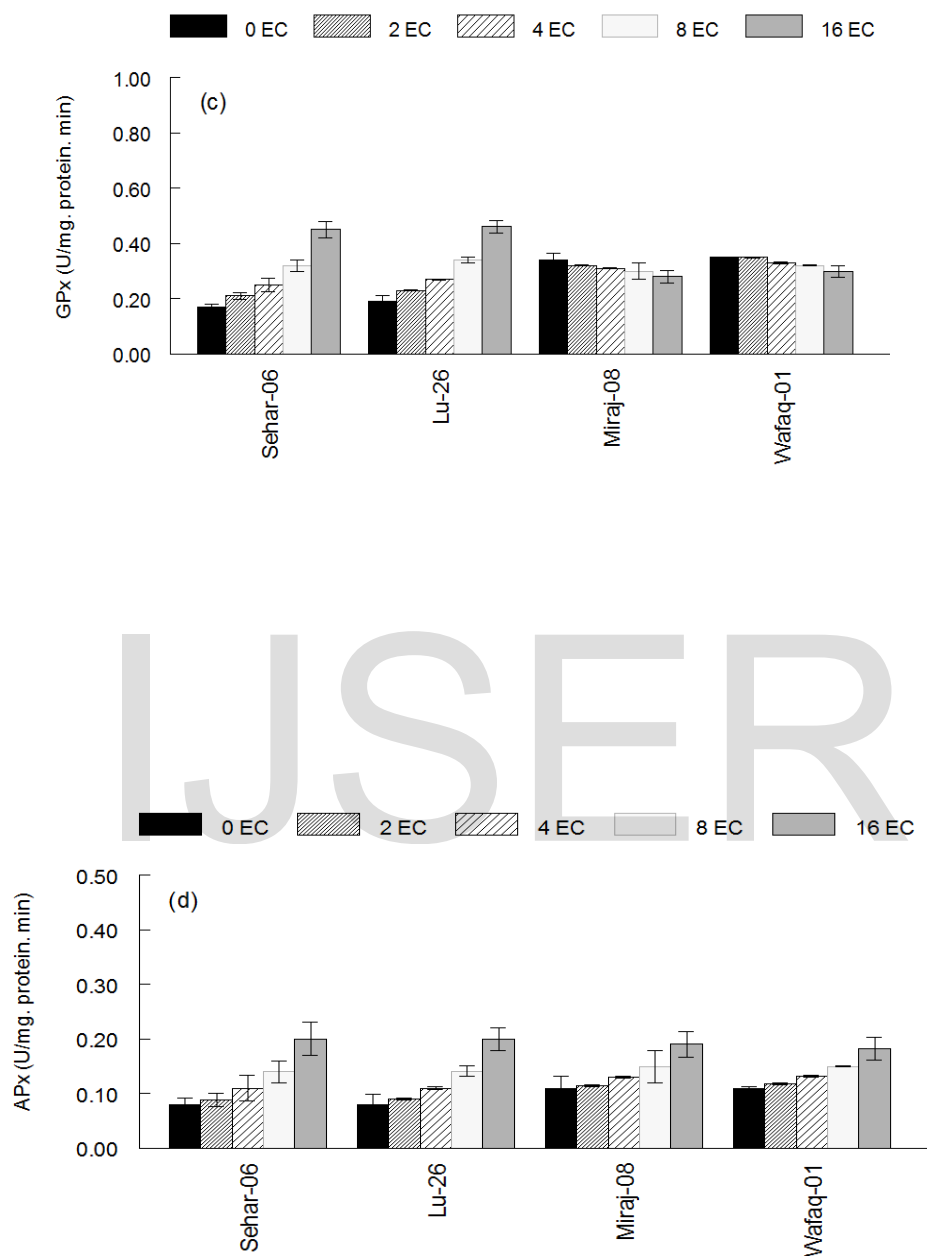 0 EC 2 EC 4 EC 8 EC 16 EC
(c)
GPx (U/mg. protein. min)
1.00
0.80
0.60
0.40
0.20
0.00
Sehar-06
Lu-26
Miraj-08
Wafaq-01
IJSER
0 EC 2 EC 4 EC 8 EC 16 EC
(d)
APx (U/mg. protein. min)
0.50
0.40
0.30
0.20
0.10
0.00
Sehar-06
Lu-26
Miraj-08
Wafaq-01